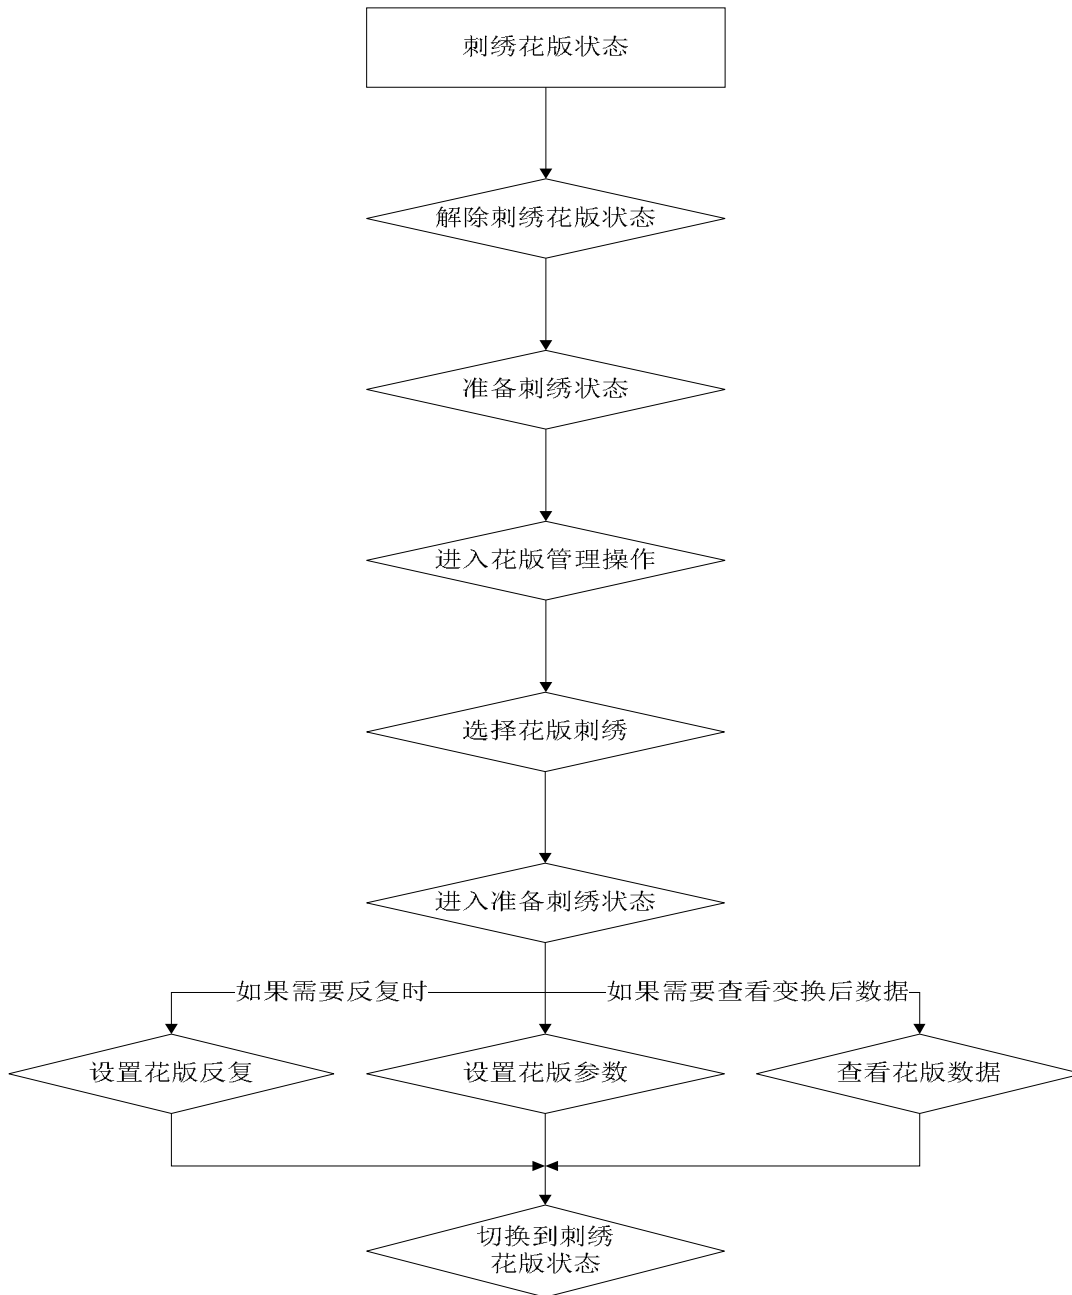 刺绣花版状态
解除刺绣花版状态
准备刺绣状态
进入花版管理操作
选择花版刺绣
进入准备刺绣状态
如果需要反复时
如果需要查看变换后数据
设置花版反复
设置花版参数
查看花版数据
切换到刺绣
花版状态